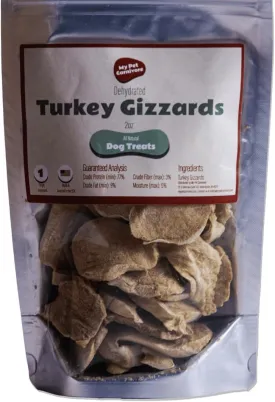 My Pet
Carnivore
Dehydrated
Turkey Gizzards
2oz
All Natural
Dog Treats
Guaranteed Analysis
Crude Protein (min): 77%
Crude Fat (min): 9%
Crude Fiber (max): 2%
Moisture (max): 5%
Ingredients:
Turkey Gizzards
1